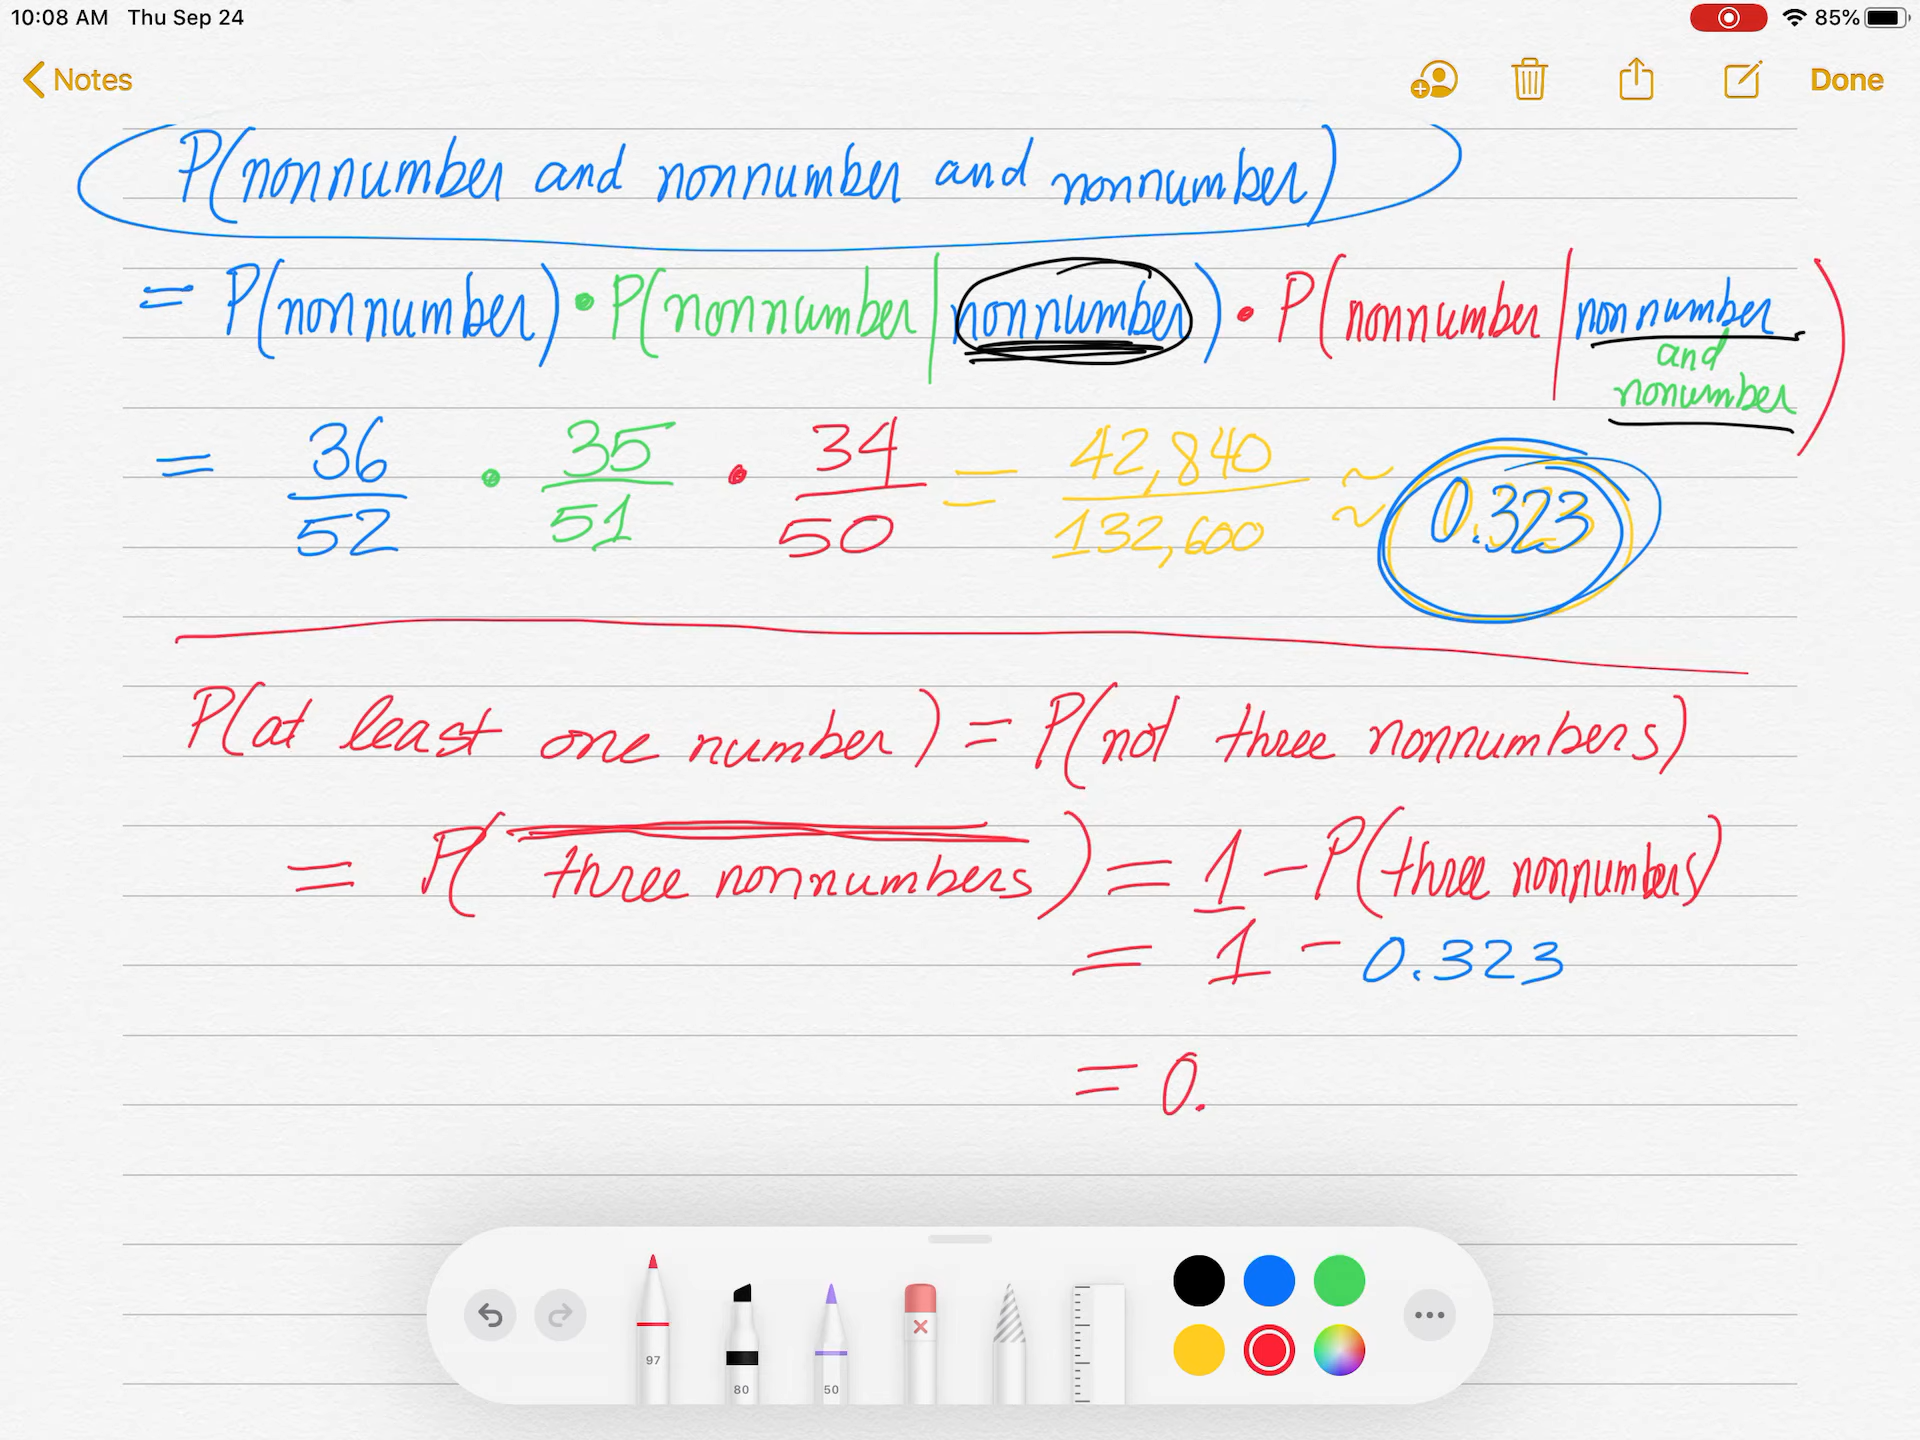 10:08 AM Thu Sep 24 85%
Notes Done
P(nonnumber and nonnumber and nonnumber)
= P(nonnumber) • P(nonnumber | nonnumber) • P(nonnumber | nonnumber
and
nonumber)
= 36/52 • 35/51 • 34/50 = 42,840/132,600 ≈ 0.323
P(at least one number) = P(not three nonnumbers)
= P(three nonnumbers) = 1 - P(three nonnumbers)
= 1 - 0.323
= 0.
97
80 50